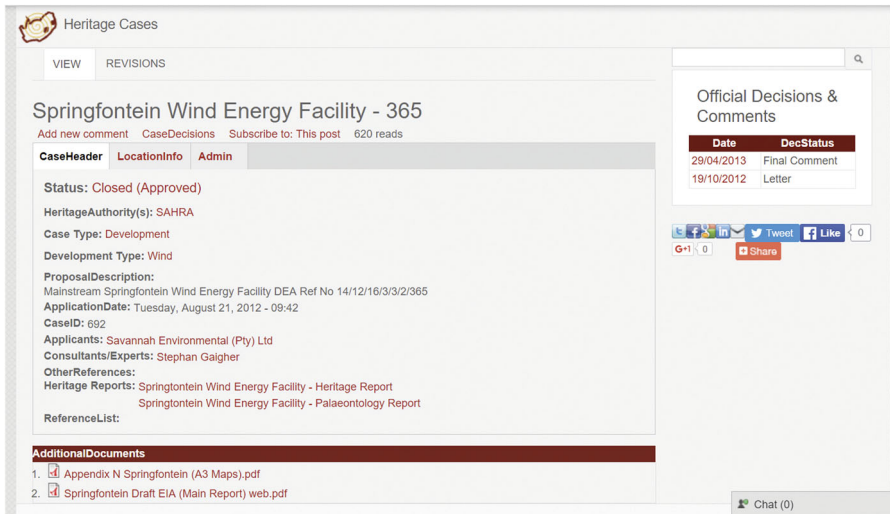 Heritage Cases
VIEW REVISIONS
Springfontein Wind Energy Facility - 365
Add new comment CaseDecisions Subscribe to: This post 620 reads
CaseHeader LocationInfo Admin
Status: Closed (Approved)
HeritageAuthority(s): SAHRA
Case Type: Development
Development Type: Wind
ProposalDescription:
Mainstream Springfontein Wind Energy Facility DEA Ref No 14/12/16/3/3/2/365
ApplicationDate: Tuesday, August 21, 2012 - 09:42
CaseID: 692
Applicants: Savannah Environmental (Pty) Ltd
Consultants/Experts: Stephan Gaigher
OtherReferences:
Heritage Reports: Springtontein Wind Energy Facility - Heritage Report
Springtontein Wind Energy Facility - Palaeontology Report
ReferenceList:
AdditionalDocuments
1. Appendix N Springfontein (A3 Maps).pdf
2. Springfontein Draft EIA (Main Report) web.pdf
Official Decisions &
Comments
Date DecStatus
29/04/2013 Final Comment
19/10/2012 Letter
Tweet Like 0
G+1 0 Share
Chat (0)